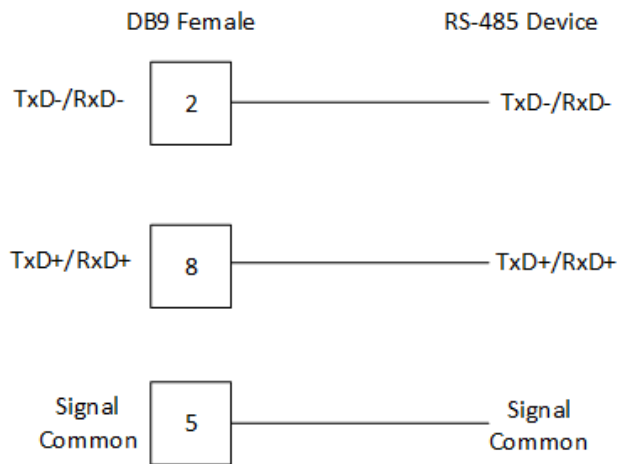 DB9 Female RS-485 Device
TxD-/RxD- 2 TxD-/RxD-
TxD+/RxD+ 8 TxD+/RxD+
Signal
Common 5 Signal
Common